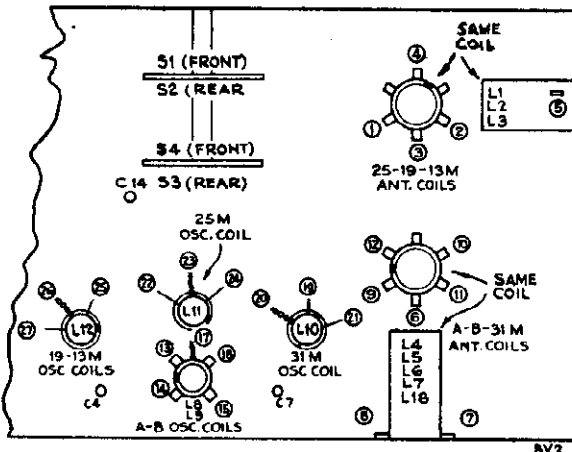 S1 (FRONT)
S2 (REAR
S4 (FRONT)
S3 (REAR)
C 14
SAME
COIL
④
①
②
③
25-19-13M
ANT. COILS
L1
L2
L3
⑤
25M
OSC. COIL
㉓
㉒
㉔
L11
㉖
㉕
㉗
L12
19-13M
OSC COILS
C4
⑰
⑬
⑯
⑭
⑮
L8
L9
A-B OSC. COILS
⑲
⑳
㉑
L10
31M
OSC COIL
C7
⑫
⑩
⑨
⑪
⑥
SAME
COIL
A-B-31M
ANT. COILS
L4
L5
L6
L7
L18
⑧
⑦